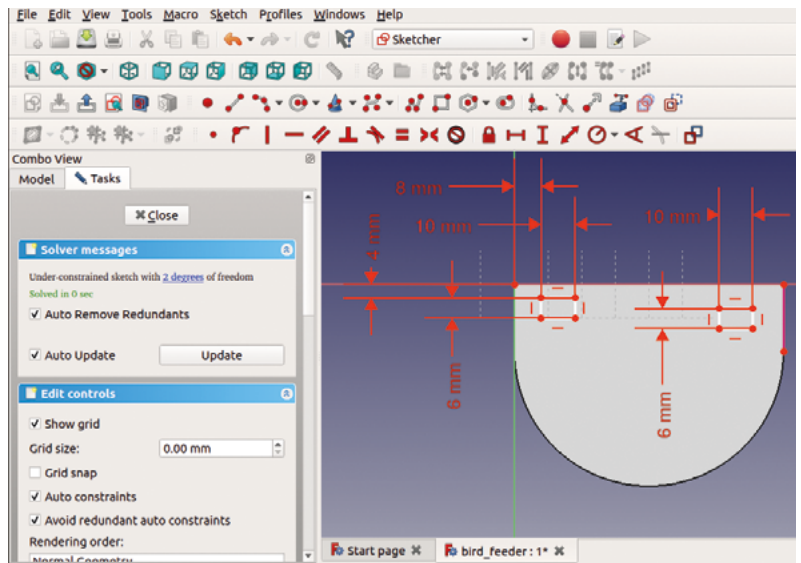 File Edit View Tools Macro Sketch Profiles Windows Help
Sketcher
Combo View
Model Tasks
Close
Solver messages
Under-constrained sketch with 2 degrees of freedom
Solved in 0 sec
Auto Remove Redundants
Auto Update Update
Edit controls
Show grid
Grid size: 0.00 mm
Grid snap
Auto constraints
Avoid redundant auto constraints
Rendering order:
Normal Geometry
8 mm
10 mm
10 mm
4 mm
6 mm
6 mm
Start page
bird_feeder : 1*